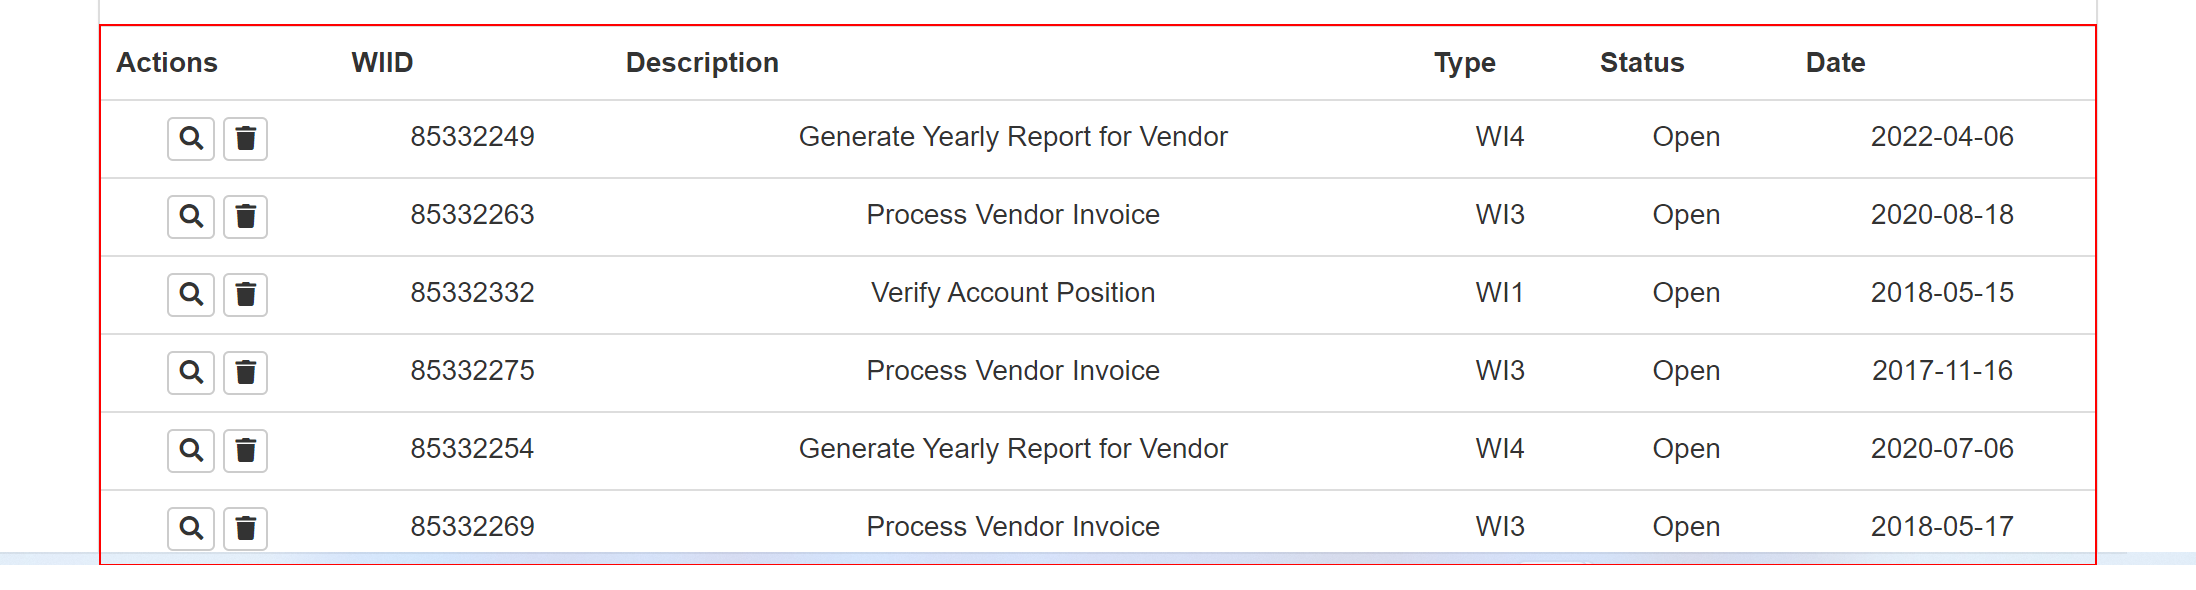 Actions WIID Description Type Status Date
85332249 Generate Yearly Report for Vendor WI4 Open 2022-04-06
85332263 Process Vendor Invoice WI3 Open 2020-08-18
85332332 Verify Account Position WI1 Open 2018-05-15
85332275 Process Vendor Invoice WI3 Open 2017-11-16
85332254 Generate Yearly Report for Vendor WI4 Open 2020-07-06
85332269 Process Vendor Invoice WI3 Open 2018-05-17